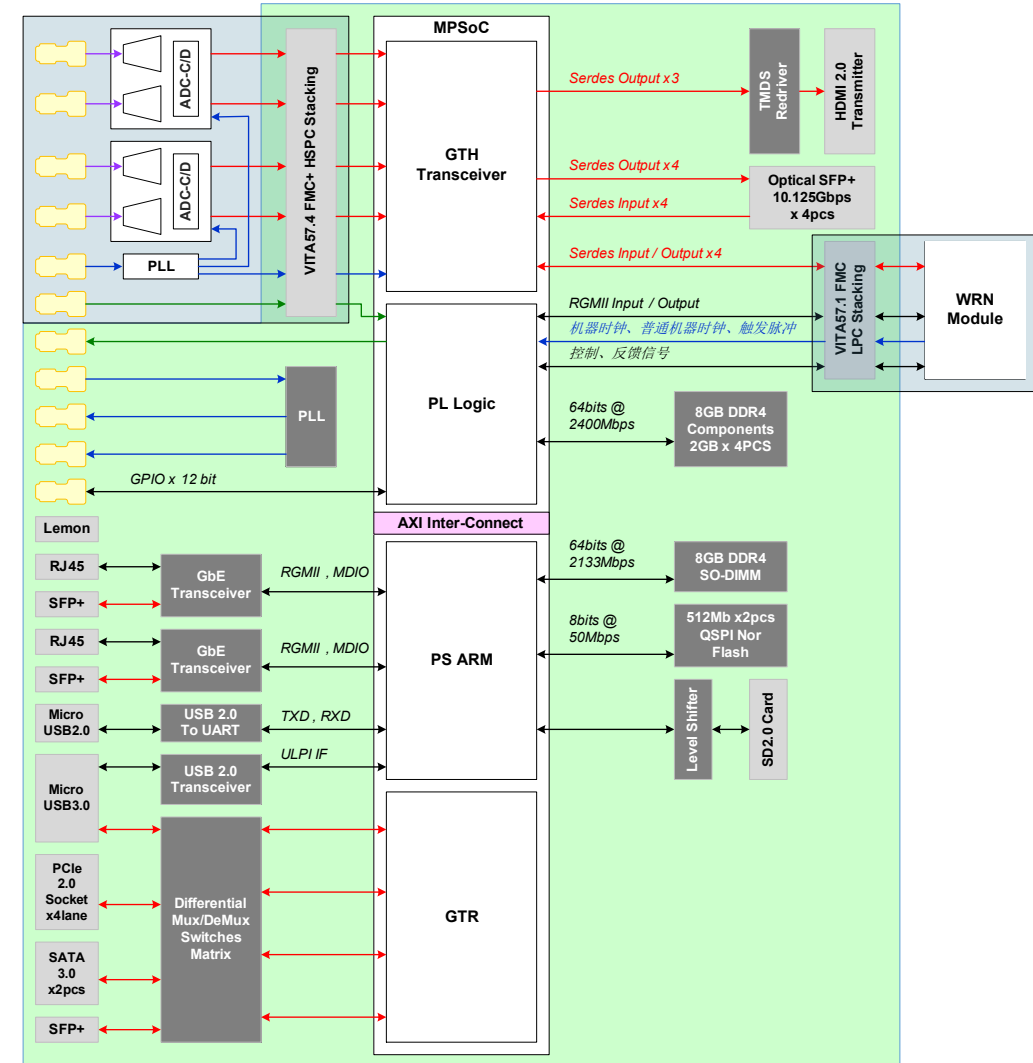 MPSoC
ADC-C/D
ADC-C/D
PLL
VITA57.4 FMC+ HSPC Stacking
GTH
Transceiver
Serdes Output x3
TMDS
Redriver
HDMI 2.0
Transmitter
Serdes Output x4
Serdes Input x4
Optical SFP+
10.125Gbps
x 4pcs
Serdes Input / Output x4
RGMII Input / Output
机器时钟、普通机器时钟、触发脉冲
控制、反馈信号
VITA57.1 FMC
LPC Stacking
WRN
Module
PLL
PL Logic
64bits @
2400Mbps
8GB DDR4
Components
2GB x 4PCS
GPIO x 12 bit
AXI Inter-Connect
Lemon
RJ45
SFP+
GbE
Transceiver
RGMII , MDIO
RJ45
SFP+
GbE
Transceiver
RGMII , MDIO
Micro
USB2.0
USB 2.0
To UART
TXD , RXD
Micro
USB3.0
USB 2.0
Transceiver
ULPI IF
PS ARM
64bits @
2133Mbps
8GB DDR4
SO-DIMM
8bits @
50Mbps
512Mb x2pcs
QSPI Nor
Flash
Level Shifter
SD2.0 Card
PCIe
2.0
Socket
x4lane
SATA
3.0
x2pcs
SFP+
Differential
Mux/DeMux
Switches
Matrix
GTR